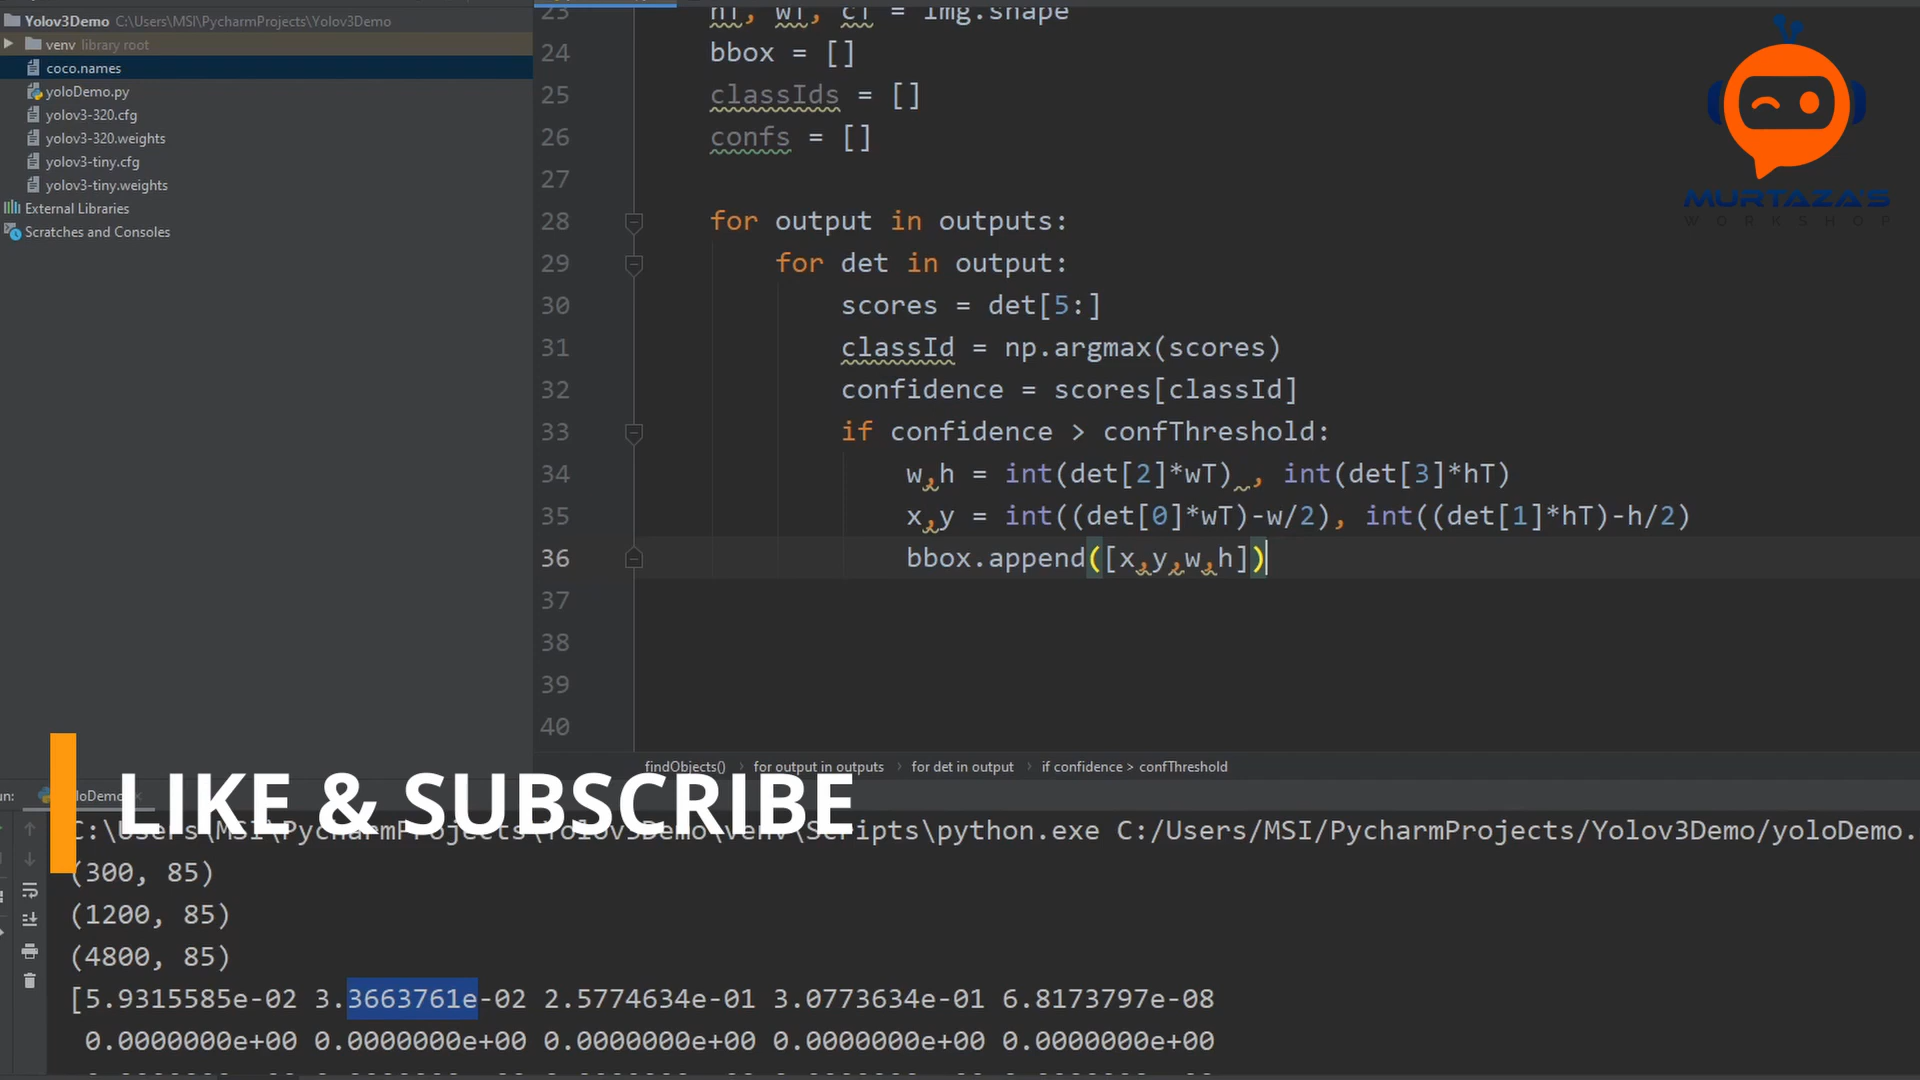 Yolov3Demo C:\Users\MSI\PycharmProjects\Yolov3Demo
venv library root
coco.names
yoloDemo.py
yolov3-320.cfg
yolov3-320.weights
yolov3-tiny.cfg
yolov3-tiny.weights
External Libraries
Scratches and Consoles
23 hT, wT, cT = img.shape
24 bbox = []
25 classIds = []
26 confs = []
27
28 for output in outputs:
29 for det in output:
30 scores = det[5:]
31 classId = np.argmax(scores)
32 confidence = scores[classId]
33 if confidence > confThreshold:
34 w,h = int(det[2]*wT) , int(det[3]*hT)
35 x,y = int((det[0]*wT)-w/2), int((det[1]*hT)-h/2)
36 bbox.append([x,y,w,h])
37
38
39
40
MURTAZA'S
WORKSHOP
findObjects() › for output in outputs › for det in output › if confidence > confThreshold
LIKE & SUBSCRIBE
C:\Users\MSI\PycharmProjects\Yolov3Demo\venv\Scripts\python.exe C:/Users/MSI/PycharmProjects/Yolov3Demo/yoloDemo.
(300, 85)
(1200, 85)
(4800, 85)
[5.9315585e-02 3.3663761e-02 2.5774634e-01 3.0773634e-01 6.8173797e-08
0.0000000e+00 0.0000000e+00 0.0000000e+00 0.0000000e+00 0.0000000e+00